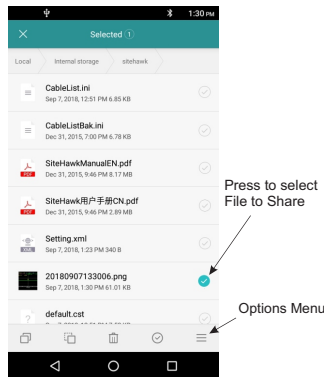 1:30 PM
Selected 1
Local Internal storage sitehawk
CableList.ini
Sep 7, 2018, 12:51 PM 6.85 KB
CableListBak.ini
Dec 31, 2015, 7:00 PM 6.78 KB
PDF
SiteHawkManualEN.pdf
Dec 31, 2015, 9:46 PM 8.17 MB
PDF
SiteHawk用户手册CN.pdf
Dec 31, 2015, 9:46 PM 2.89 MB
XML
Setting.xml
Sep 7, 2018, 1:23 PM 340 B
20180907133006.png
Sep 7, 2018, 1:30 PM 61.01 KB
?
default.cst
Press to select
File to Share
Options Menu